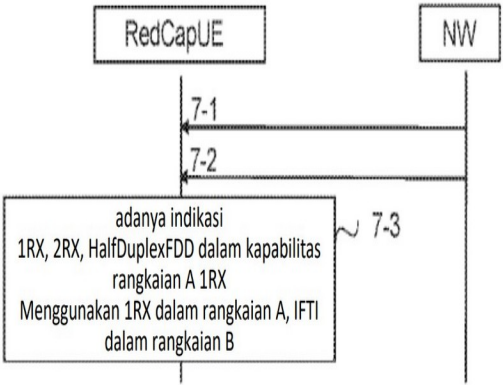 RedCapUE
NW
7-1
7-2
adanya indikasi
1RX, 2RX, HalfDuplexFDD dalam kapabilitas
rangkaian A 1RX
Menggunakan 1RX dalam rangkaian A, IFTI
dalam rangkaian B
7-3